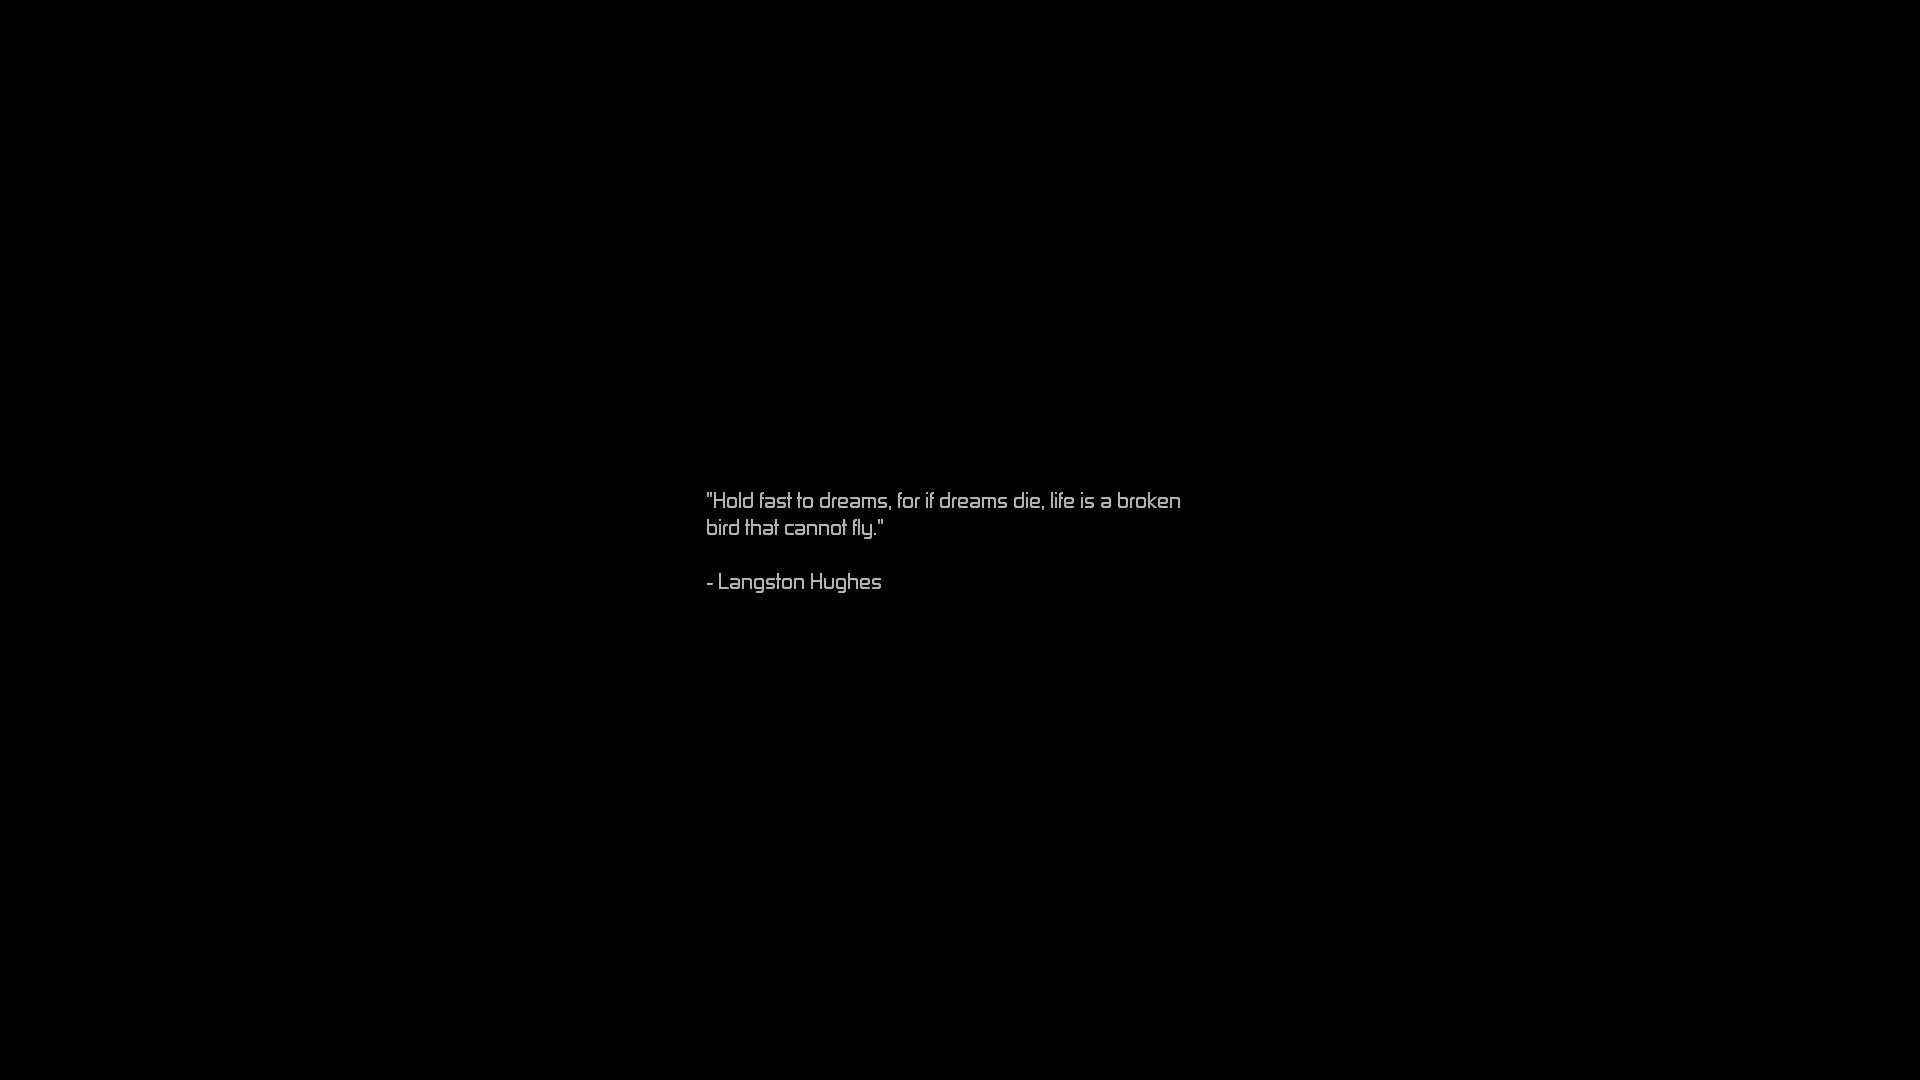 "Hold fast to dreams, for if dreams die, life is a broken
bird that cannot fly."
- Langston Hughes